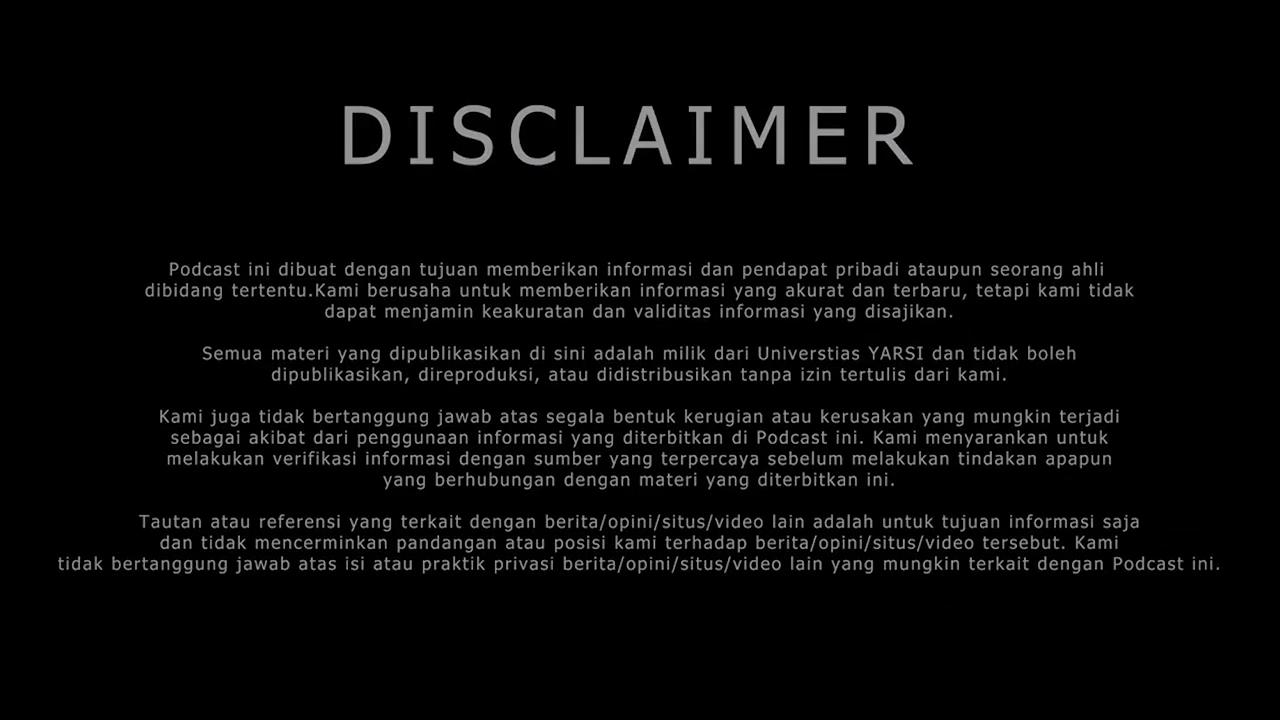 DISCLAIMER
Podcast ini dibuat dengan tujuan memberikan informasi dan pendapat pribadi ataupun seorang ahli
dibidang tertentu.Kami berusaha untuk memberikan informasi yang akurat dan terbaru, tetapi kami tidak
dapat menjamin keakuratan dan validitas informasi yang disajikan.
Semua materi yang dipublikasikan di sini adalah milik dari Universtias YARSI dan tidak boleh
dipublikasikan, direproduksi, atau didistribusikan tanpa izin tertulis dari kami.
Kami juga tidak bertanggung jawab atas segala bentuk kerugian atau kerusakan yang mungkin terjadi
sebagai akibat dari penggunaan informasi yang diterbitkan di Podcast ini. Kami menyarankan untuk
melakukan verifikasi informasi dengan sumber yang terpercaya sebelum melakukan tindakan apapun
yang berhubungan dengan materi yang diterbitkan ini.
Tautan atau referensi yang terkait dengan berita/opini/situs/video lain adalah untuk tujuan informasi saja
dan tidak mencerminkan pandangan atau posisi kami terhadap berita/opini/situs/video tersebut. Kami
tidak bertanggung jawab atas isi atau praktik privasi berita/opini/situs/video lain yang mungkin terkait dengan Podcast ini.